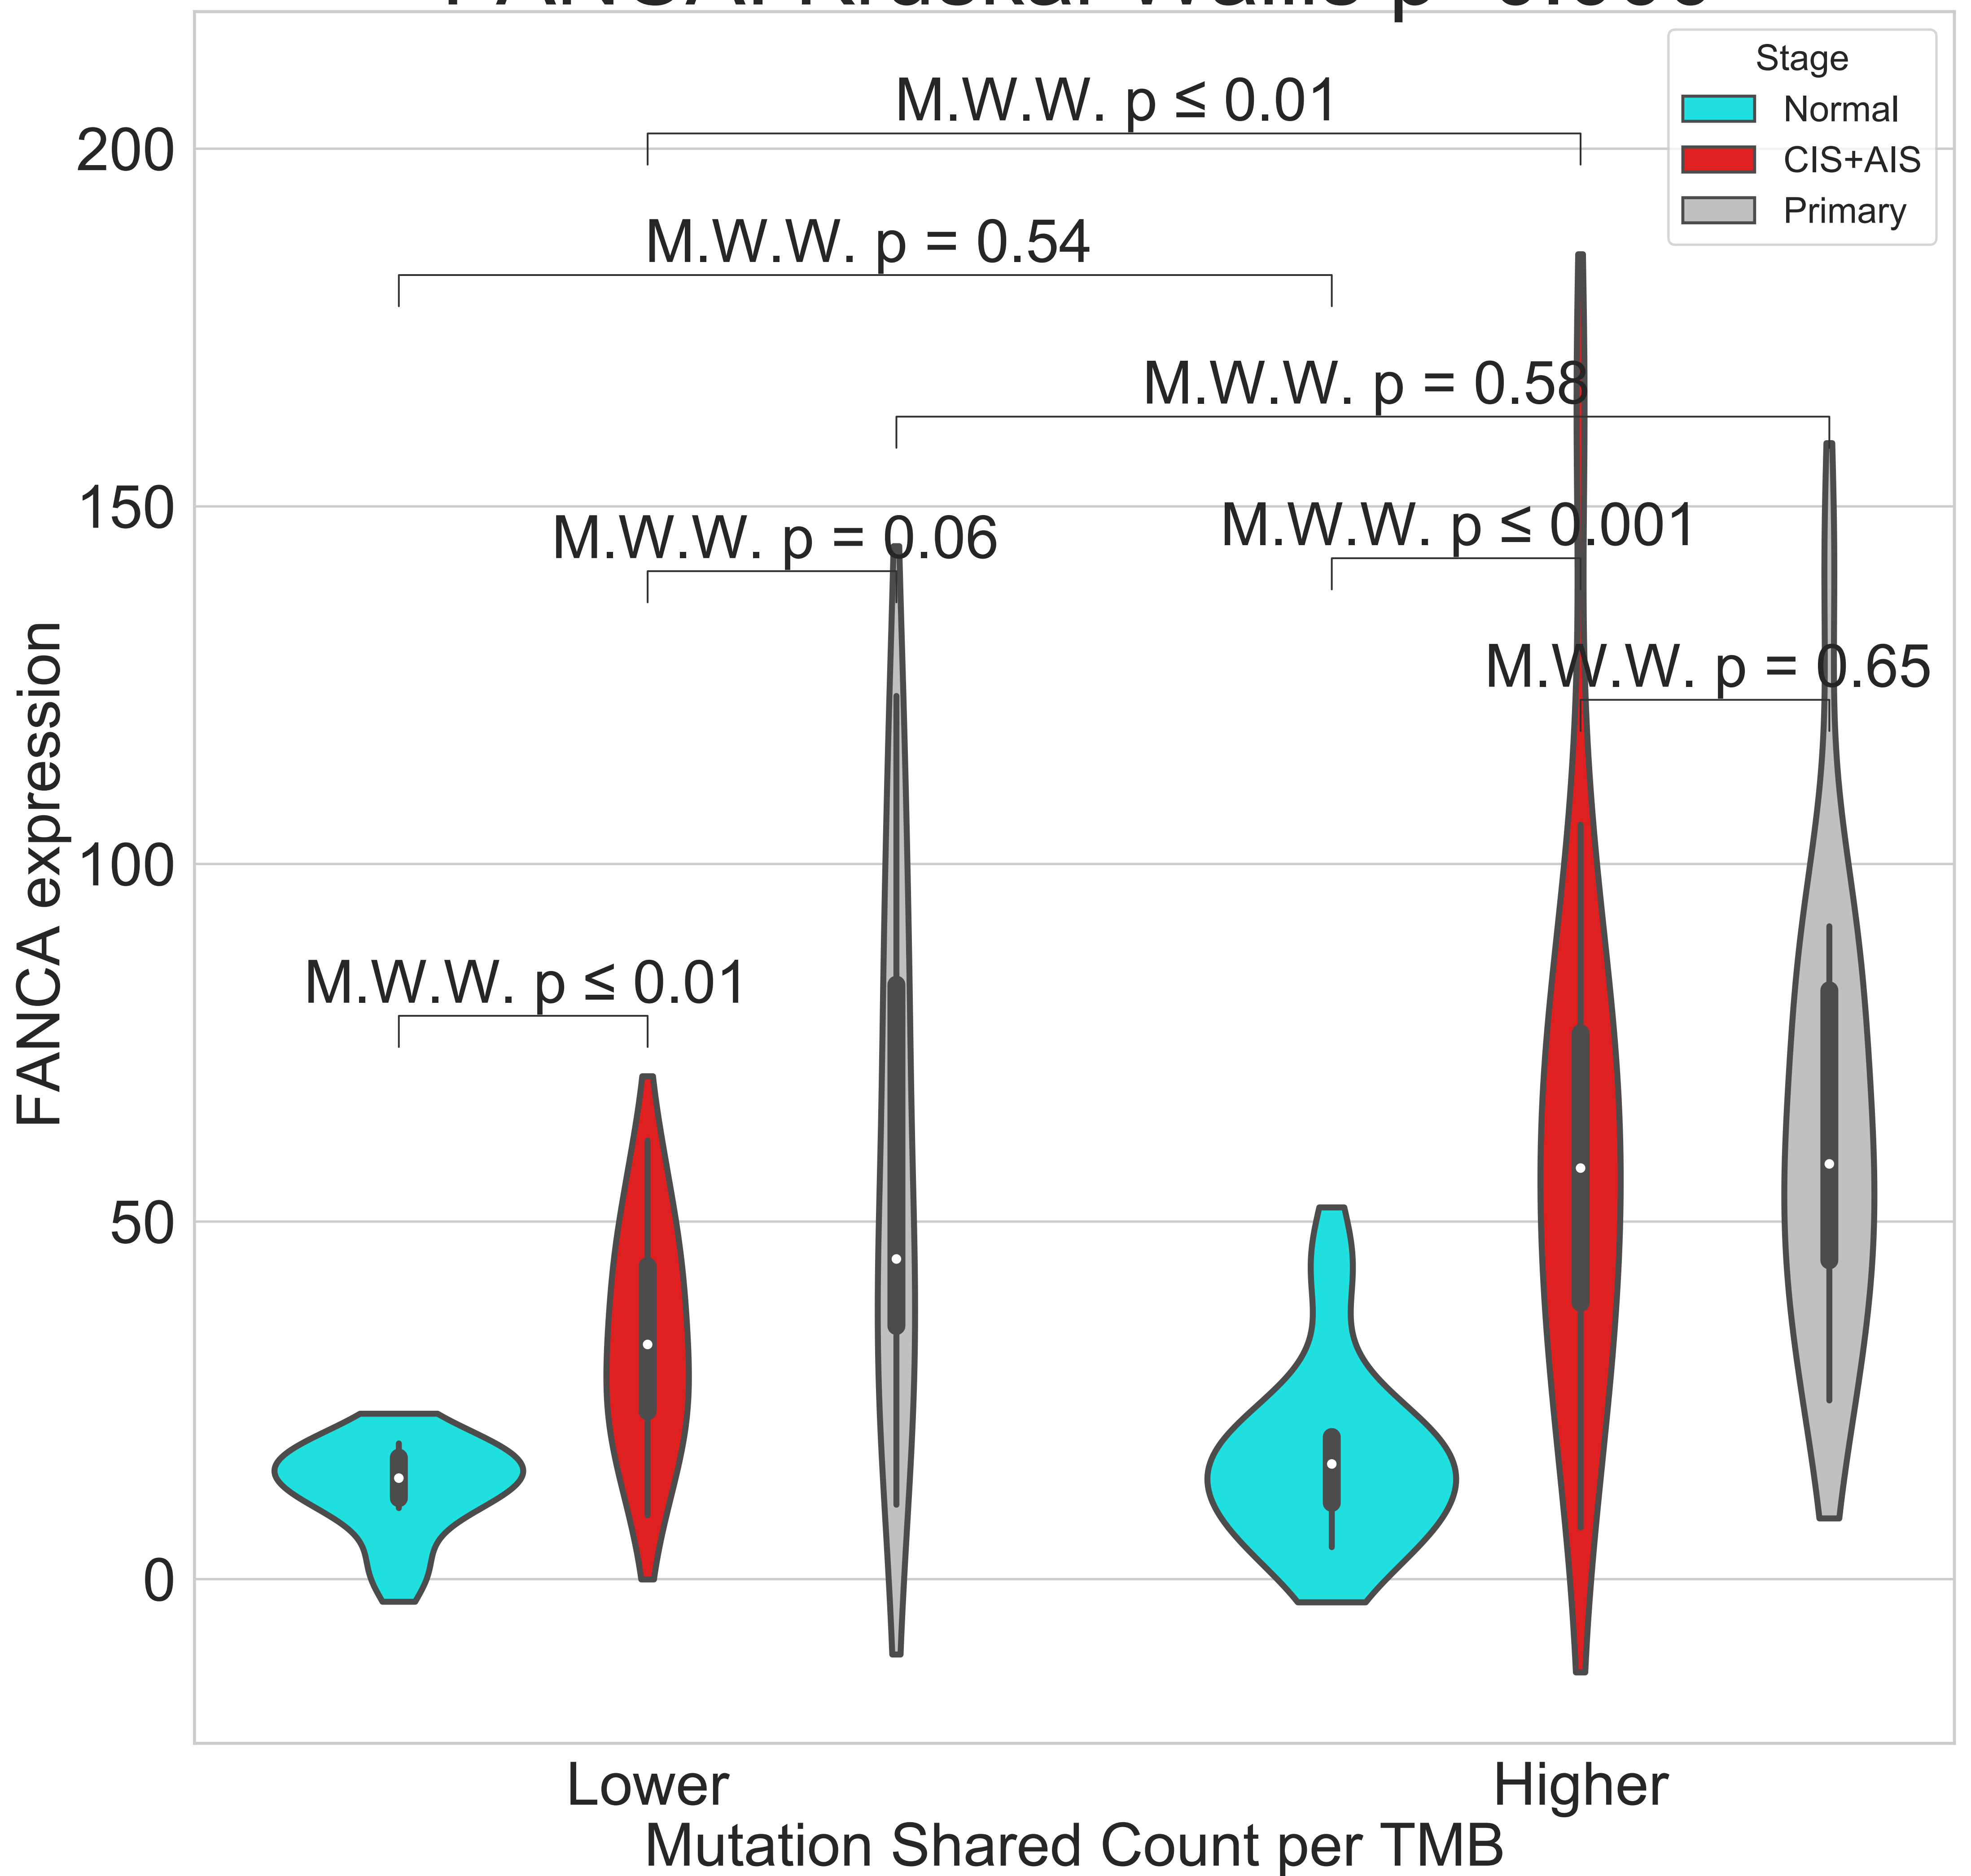 Stage
Normal
CIS+AIS
Primary
M.W.W. p ≤ 0.01
M.W.W. p = 0.54
M.W.W. p = 0.58
M.W.W. p = 0.06
M.W.W. p ≤ 0.001
M.W.W. p = 0.65
M.W.W. p ≤ 0.01
200
150
100
50
0
FANCA expression
Lower
Higher
Mutation Shared Count per TMB